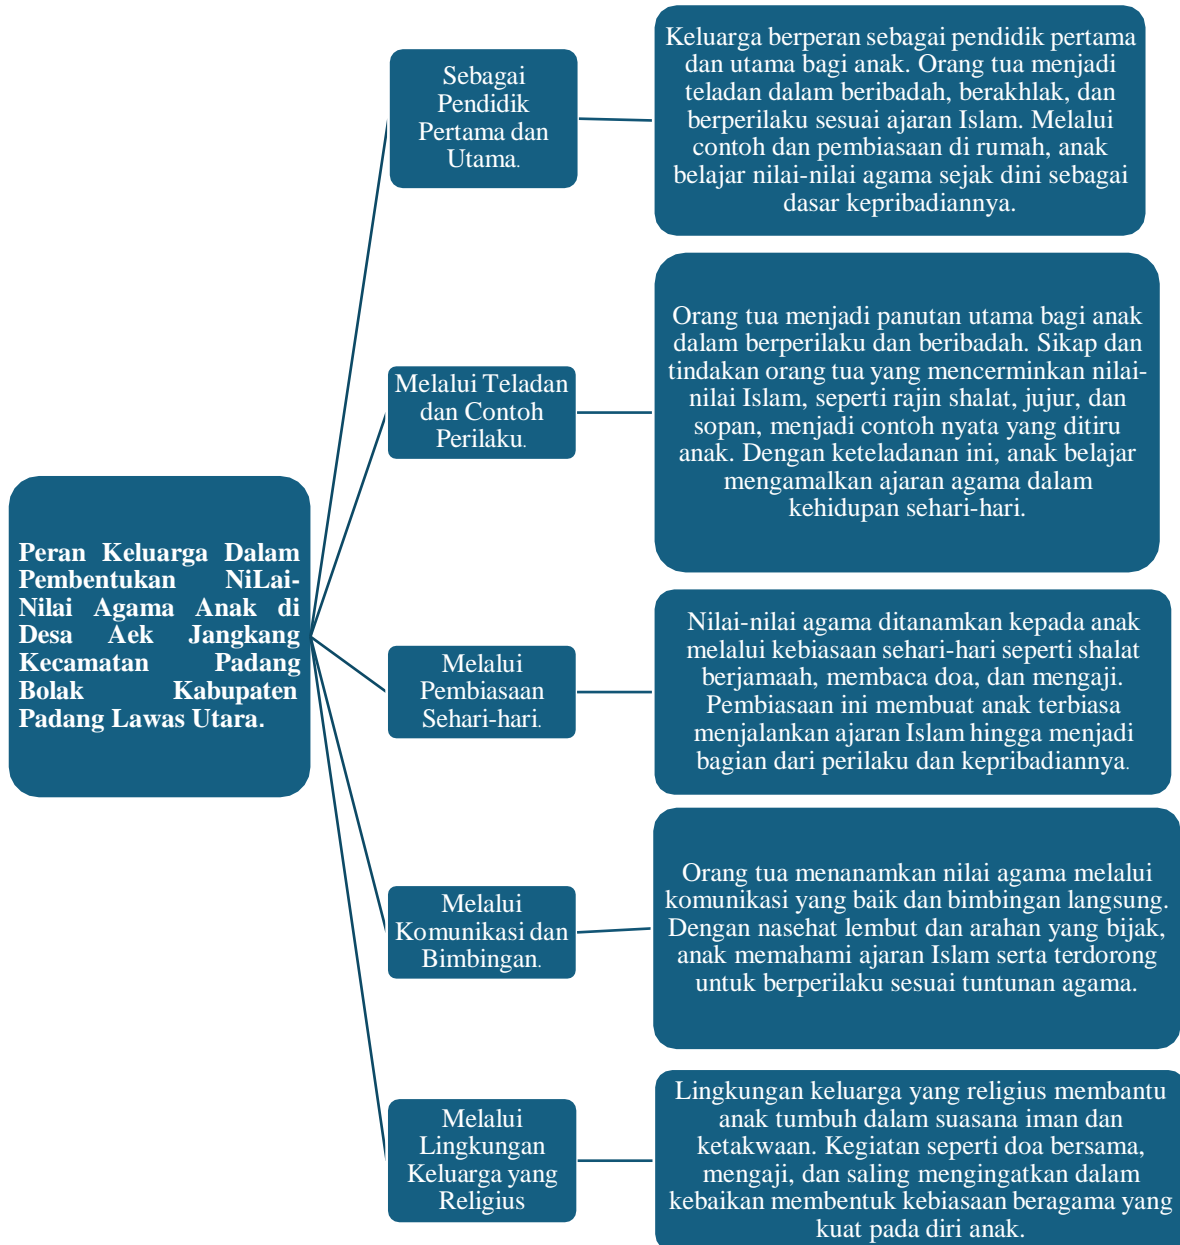 Peran Keluarga Dalam
Pembentukan NiLai-
Nilai Agama Anak di
Desa Aek Jangkang
Kecamatan Padang
Bolak Kabupaten
Padang Lawas Utara.
Sebagai
Pendidik
Pertama dan
Utama.
Keluarga berperan sebagai pendidik pertama
dan utama bagi anak. Orang tua menjadi
teladan dalam beribadah, berakhlak, dan
berperilaku sesuai ajaran Islam. Melalui
contoh dan pembiasaan di rumah, anak
belajar nilai-nilai agama sejak dini sebagai
dasar kepribadiannya.
Melalui Teladan
dan Contoh
Perilaku.
Orang tua menjadi panutan utama bagi anak
dalam berperilaku dan beribadah. Sikap dan
tindakan orang tua yang mencerminkan nilai-
nilai Islam, seperti rajin shalat, jujur, dan
sopan, menjadi contoh nyata yang ditiru
anak. Dengan keteladanan ini, anak belajar
mengamalkan ajaran agama dalam
kehidupan sehari-hari.
Melalui
Pembiasaan
Sehari-hari.
Nilai-nilai agama ditanamkan kepada anak
melalui kebiasaan sehari-hari seperti shalat
berjamaah, membaca doa, dan mengaji.
Pembiasaan ini membuat anak terbiasa
menjalankan ajaran Islam hingga menjadi
bagian dari perilaku dan kepribadiannya.
Melalui
Komunikasi dan
Bimbingan.
Orang tua menanamkan nilai agama melalui
komunikasi yang baik dan bimbingan langsung.
Dengan nasehat lembut dan arahan yang bijak,
anak memahami ajaran Islam serta terdorong
untuk berperilaku sesuai tuntunan agama.
Melalui
Lingkungan
Keluarga yang
Religius
Lingkungan keluarga yang religius membantu
anak tumbuh dalam suasana iman dan
ketakwaan. Kegiatan seperti doa bersama,
mengaji, dan saling mengingatkan dalam
kebaikan membentuk kebiasaan beragama yang
kuat pada diri anak.